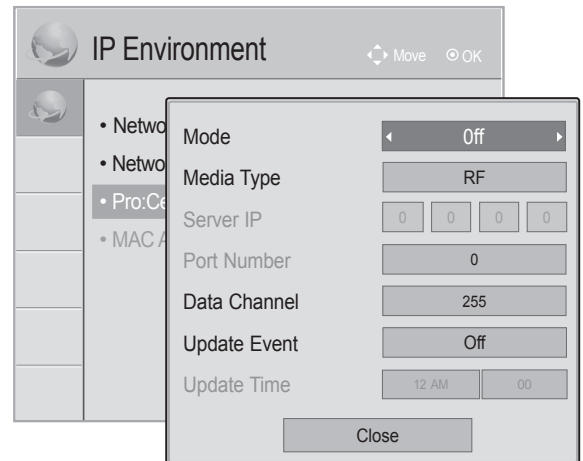 IP Environment
Move OK
• Netwo
• Netwo
• Pro:Ce
• MAC A
Mode Off
Media Type RF
Server IP 0 0 0 0
Port Number 0
Data Channel 255
Update Event Off
Update Time 12 AM 00
Close